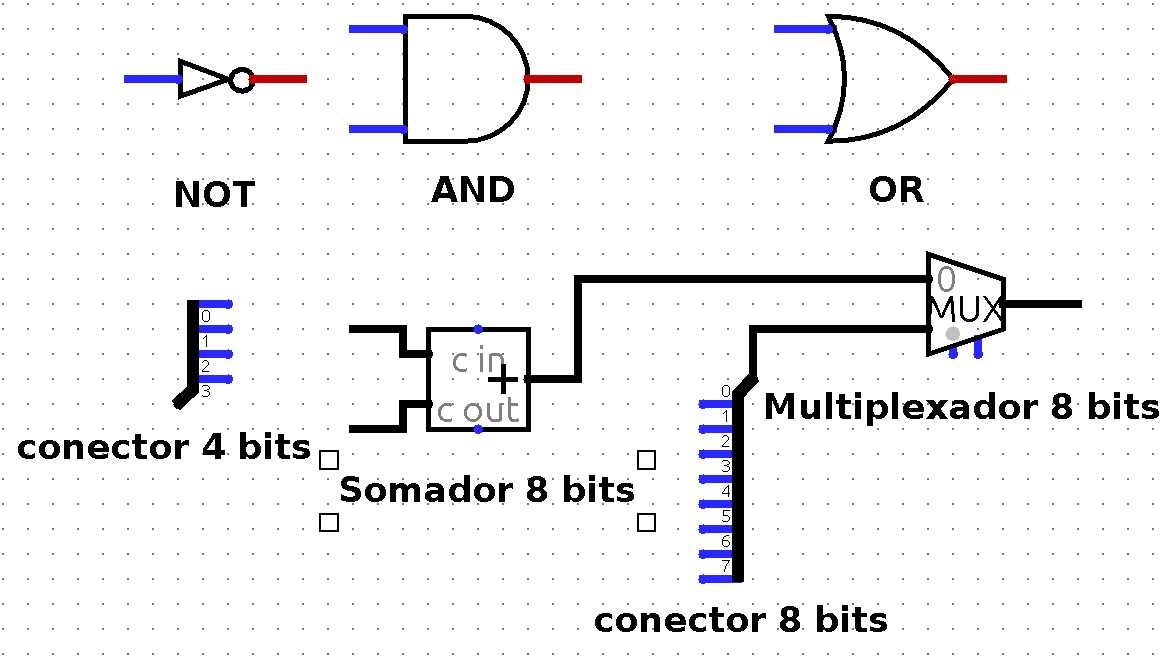 NOT
AND
OR
0
MUX
0
1
2
3
c in
+
c out
0
1
2
3
4
5
6
7
Multiplexador 8 bits
conector 4 bits
Somador 8 bits
conector 8 bits